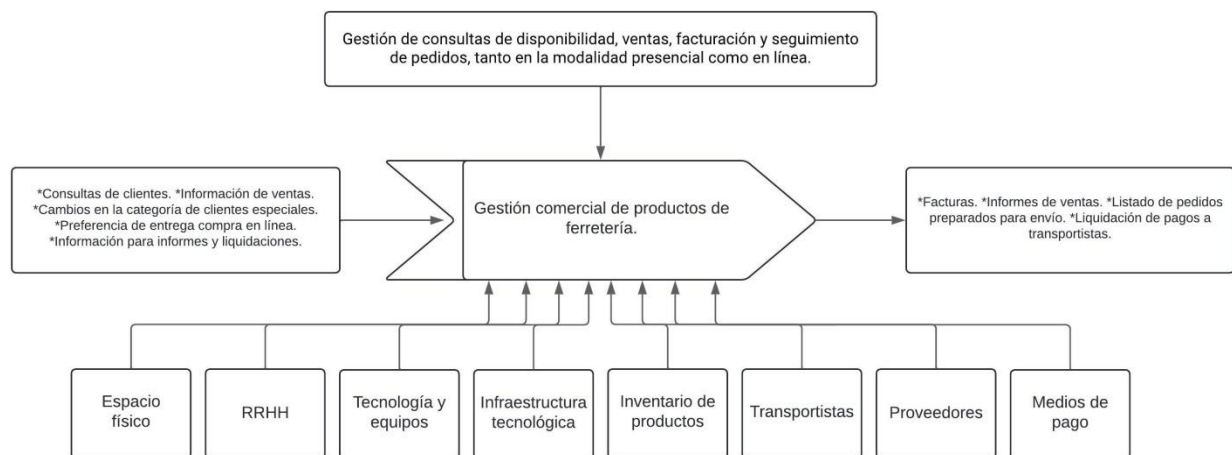 Gestión de consultas de disponibilidad, ventas, facturación y seguimiento
de pedidos, tanto en la modalidad presencial como en línea.
*Consultas de clientes. *Información de ventas.
*Cambios en la categoría de clientes especiales.
*Preferencia de entrega compra en línea.
*Información para informes y liquidaciones.
Gestión comercial de productos de
ferretería.
*Facturas. *Informes de ventas. *Listado de pedidos
preparados para envío. *Liquidación de pagos a
transportistas.
Espacio
físico
RRHH
Tecnología y
equipos
Infraestructura
tecnológica
Inventario de
productos
Transportistas
Proveedores
Medios de
pago